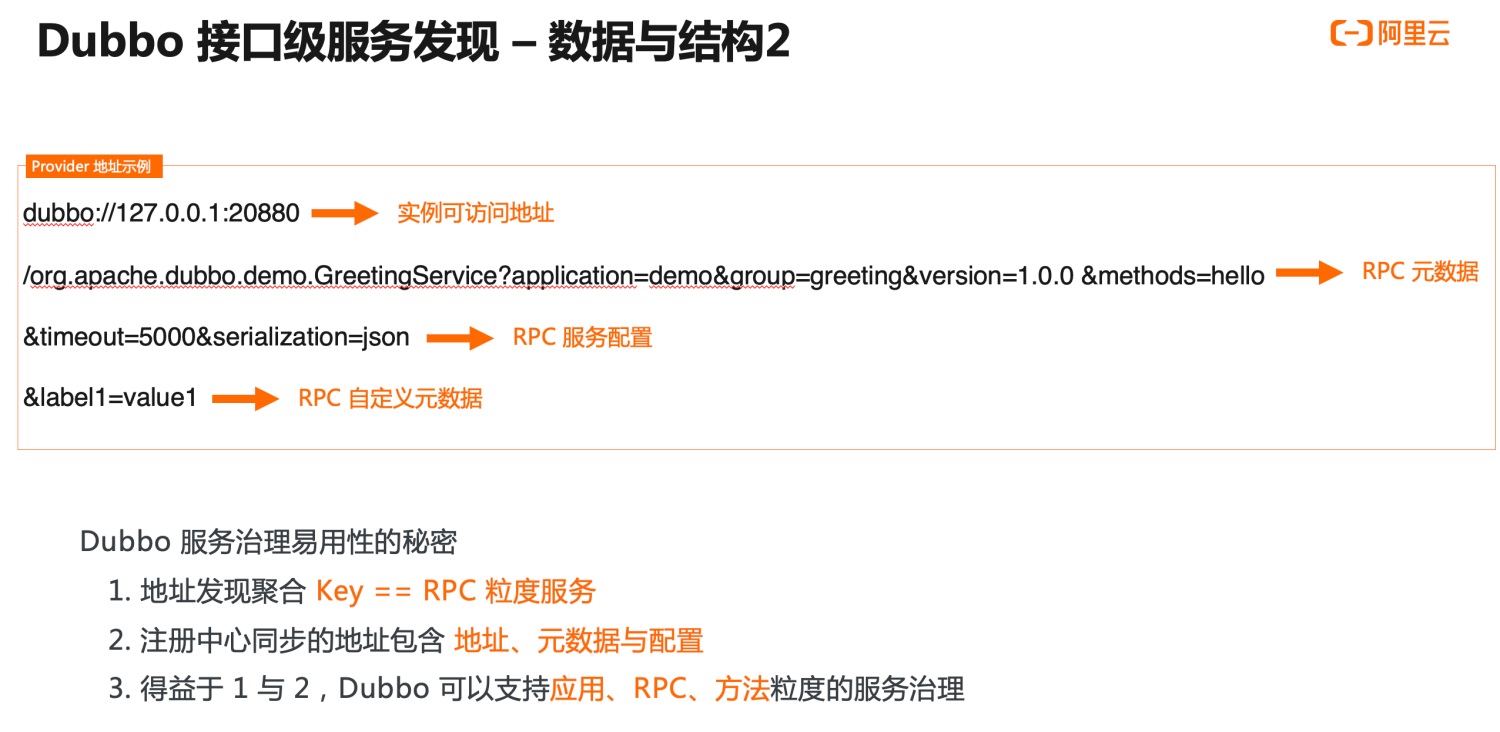 Dubbo 接口级服务发现 – 数据与结构2
阿里云
Provider 地址示例
dubbo://127.0.0.1:20880 实例可访问地址
/org.apache.dubbo.demo.GreetingService?application=demo&group=greeting&version=1.0.0 &methods=hello RPC 元数据
&timeout=5000&serialization=json RPC 服务配置
&label1=value1 RPC 自定义元数据
Dubbo 服务治理易用性的秘密
1. 地址发现聚合 Key == RPC 粒度服务
2. 注册中心同步的地址包含 地址、元数据与配置
3. 得益于 1 与 2，Dubbo 可以支持应用、RPC、方法粒度的服务治理